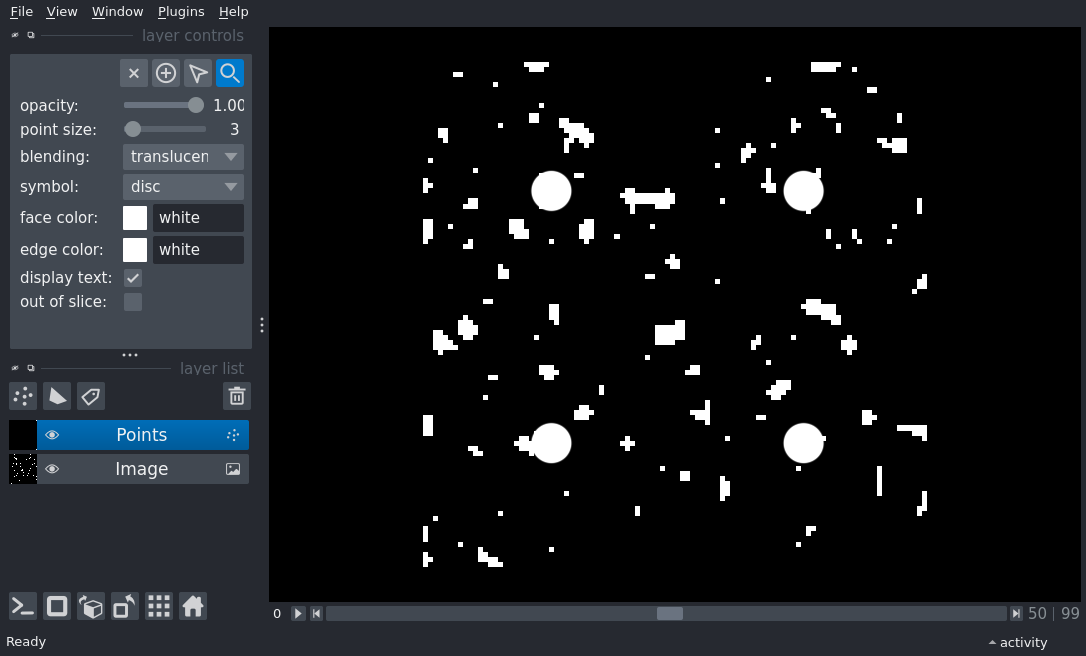 File View Window Plugins Help
layer controls
opacity: 1.00
point size: 3
blending: translucen
symbol: disc
face color: white
edge color: white
display text:
out of slice:
layer list
Points
Image
0 50 | 99
Ready activity